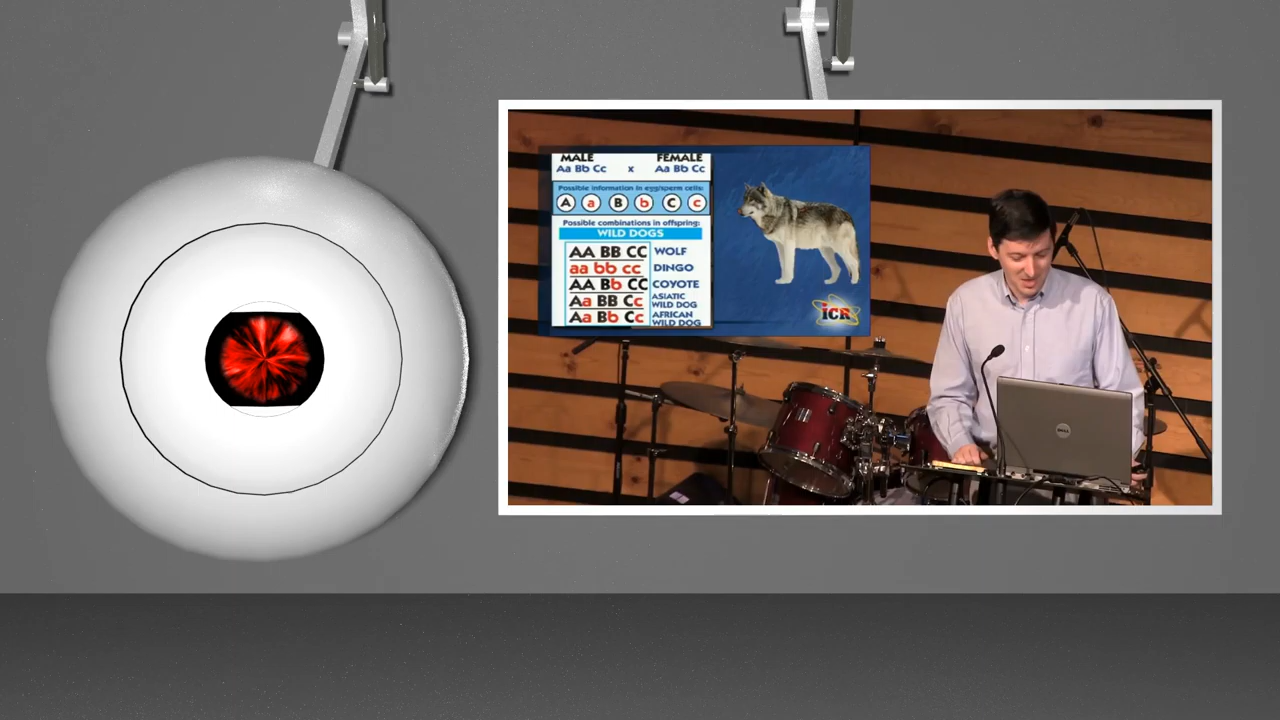 MALE FEMALE
Aa Bb Cc x Aa Bb Cc
Possible information in egg/sperm cells:
A a B b C c
Possible combinations in offspring:
WILD DOGS
AA BB CC WOLF
aa bb cc DINGO
AA Bb CC COYOTE
Aa BB Cc ASIATIC WILD DOG
Aa Bb Cc AFRICAN WILD DOG
ICR
DELL